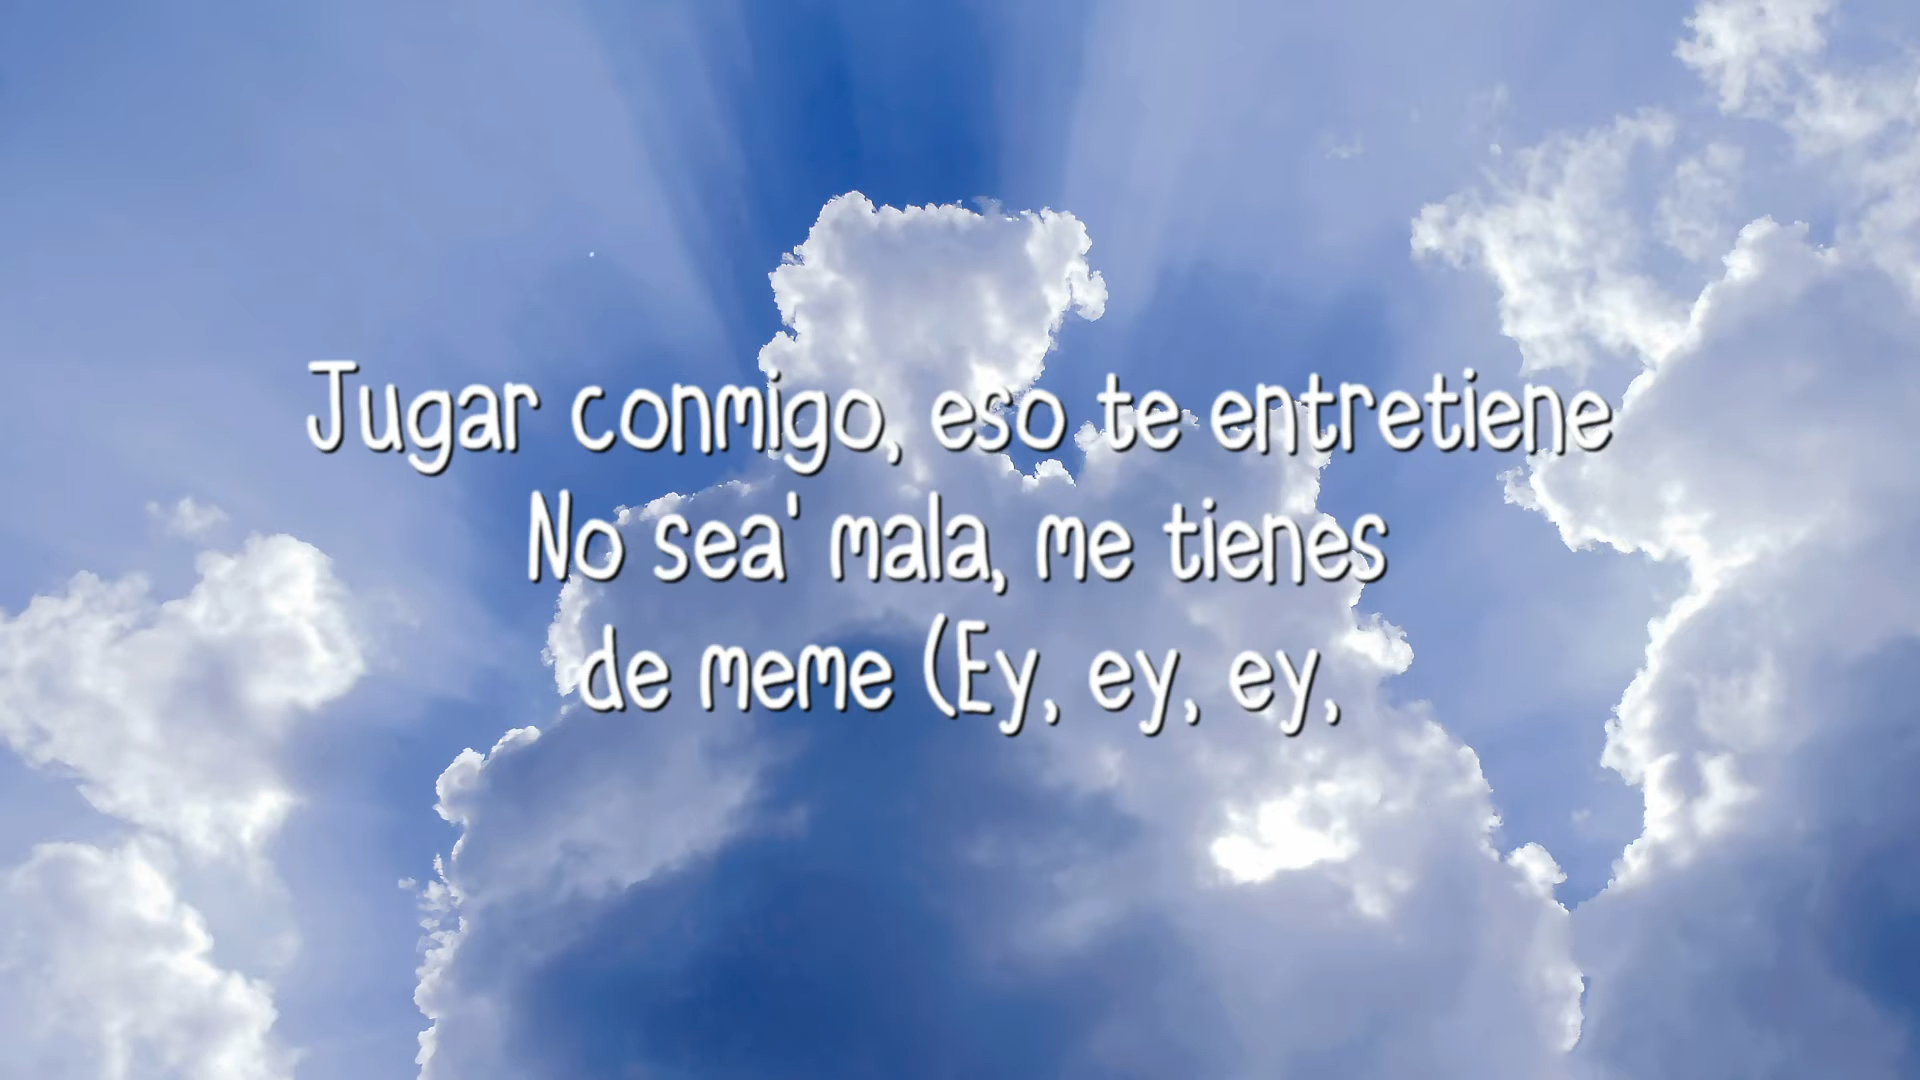 Jugar conmigo, eso te entretiene
No sea' mala, me tienes
de meme (Ey, ey, ey,